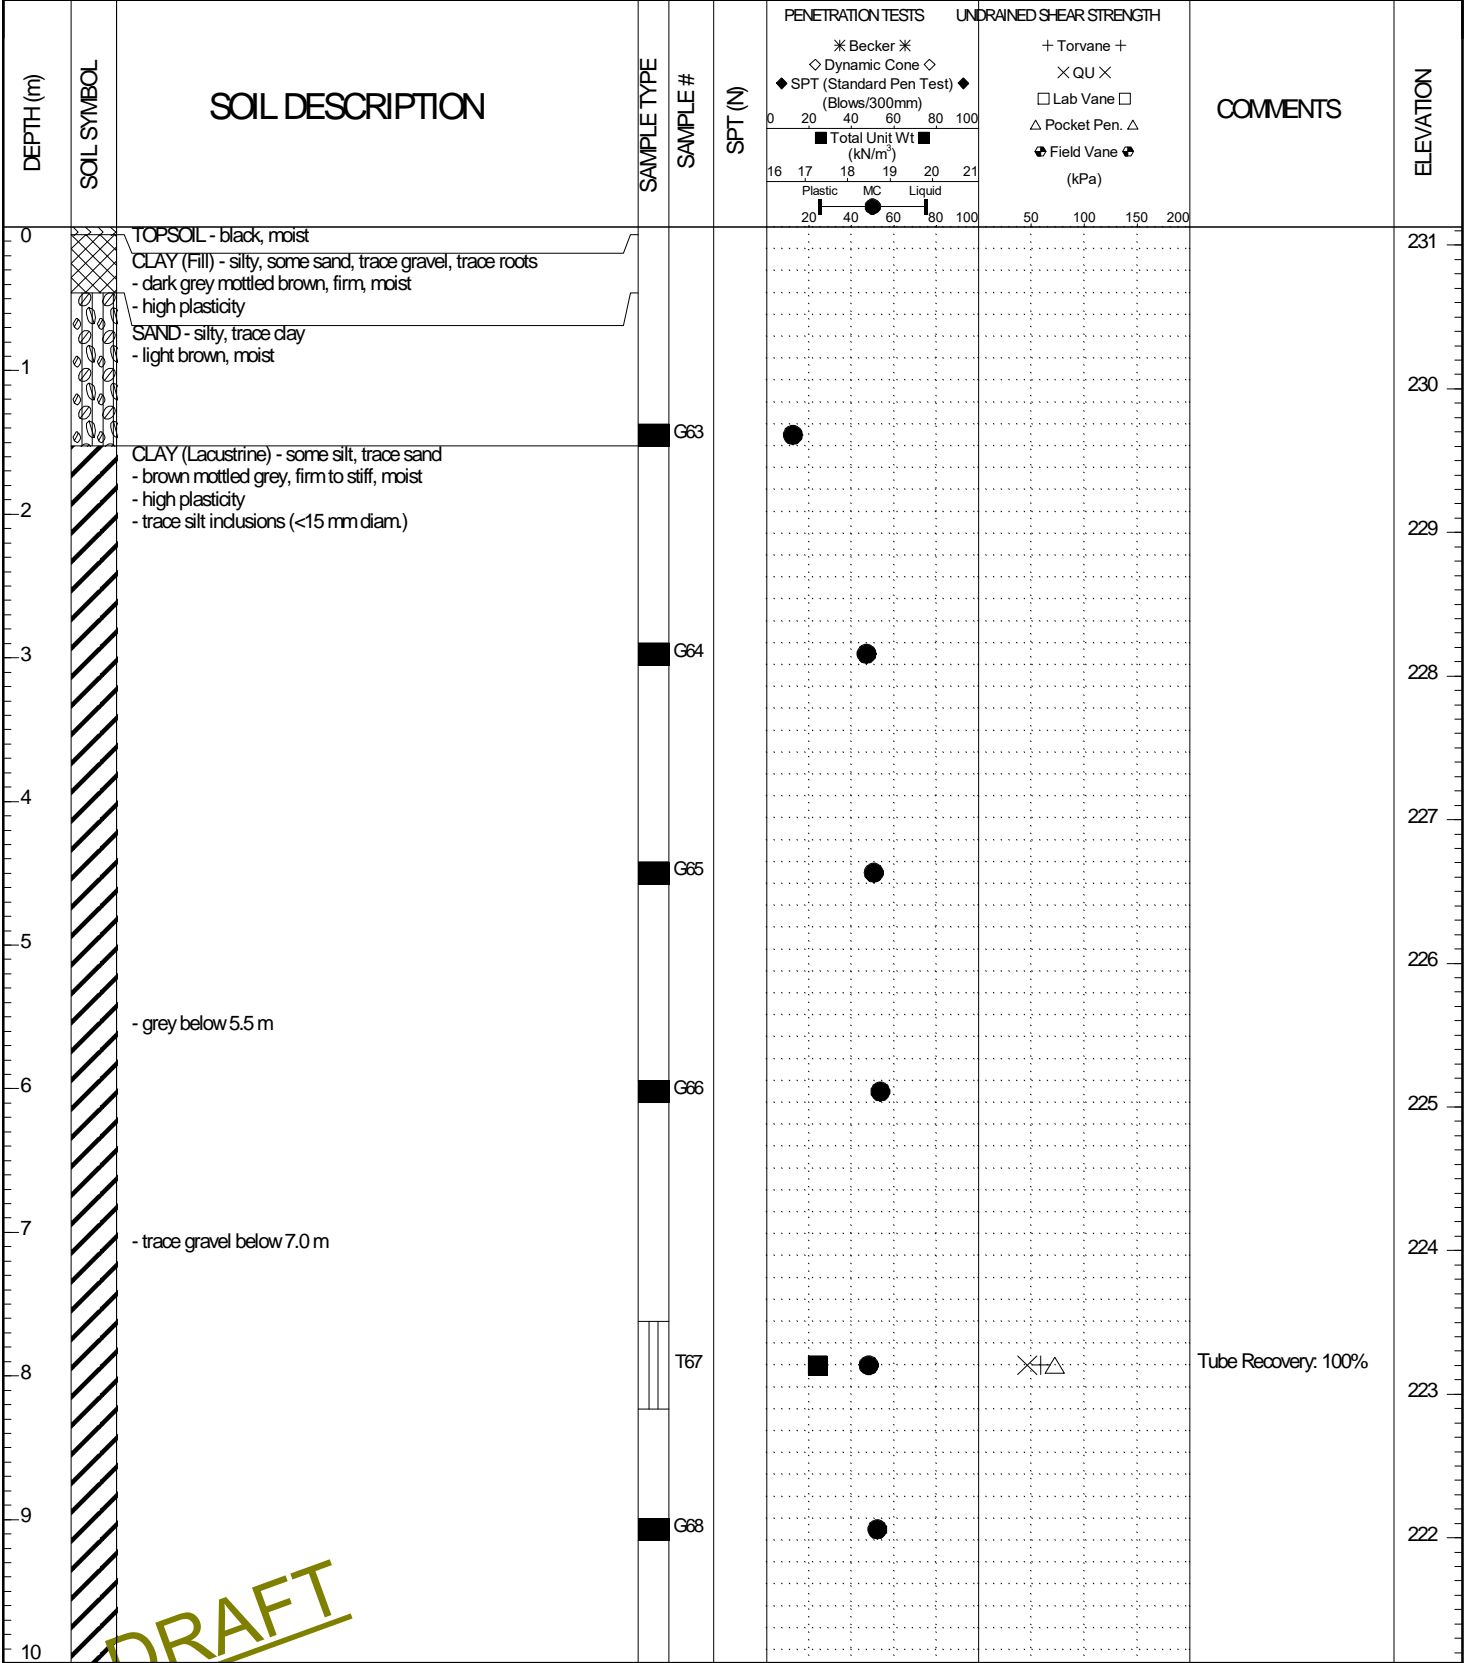 DEPTH (m)
SOIL SYMBOL
SOIL DESCRIPTION
SAMPLE TYPE
SAMPLE #
SPT (N)
PENETRATION TESTS
✳ Becker ✳
◇ Dynamic Cone ◇
◆ SPT (Standard Pen Test) ◆
(Blows/300mm)
0 20 40 60 80 100
■ Total Unit Wt ■
(kN/m³)
16 17 18 19 20 21
Plastic MC Liquid
20 40 60 80 100
UNDRAINED SHEAR STRENGTH
+ Torvane +
× QU ×
□ Lab Vane □
△ Pocket Pen. △
Field Vane
(kPa)
50 100 150 200
COMMENTS
ELEVATION
0
TOPSOIL - black, moist
231
CLAY (Fill) - silty, some sand, trace gravel, trace roots
- dark grey mottled brown, firm, moist
- high plasticity
SAND - silty, trace clay
- light brown, moist
1
230
G63
CLAY (Lacustrine) - some silt, trace sand
- brown mottled grey, firm to stiff, moist
- high plasticity
2
- trace silt inclusions (<15 mm diam.)
229
3
G64
228
4
227
G65
5
226
- grey below 5.5 m
6
G66
225
7
- trace gravel below 7.0 m
224
8
T67
Tube Recovery: 100%
223
9
G68
222
10
DRAFT